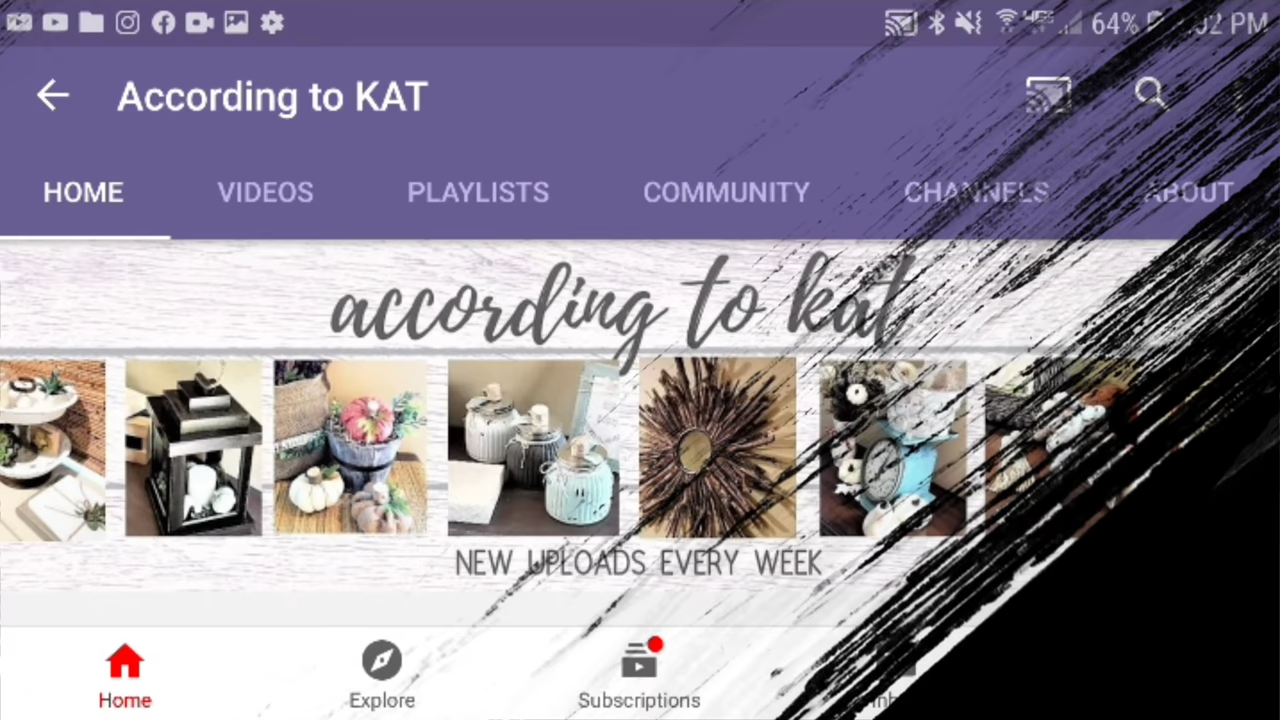 64%
According to KAT
HOME VIDEOS PLAYLISTS COMMUNITY CHANNELS ABOUT
according to kat
NEW UPLOADS EVERY WEEK
Home Explore Subscriptions